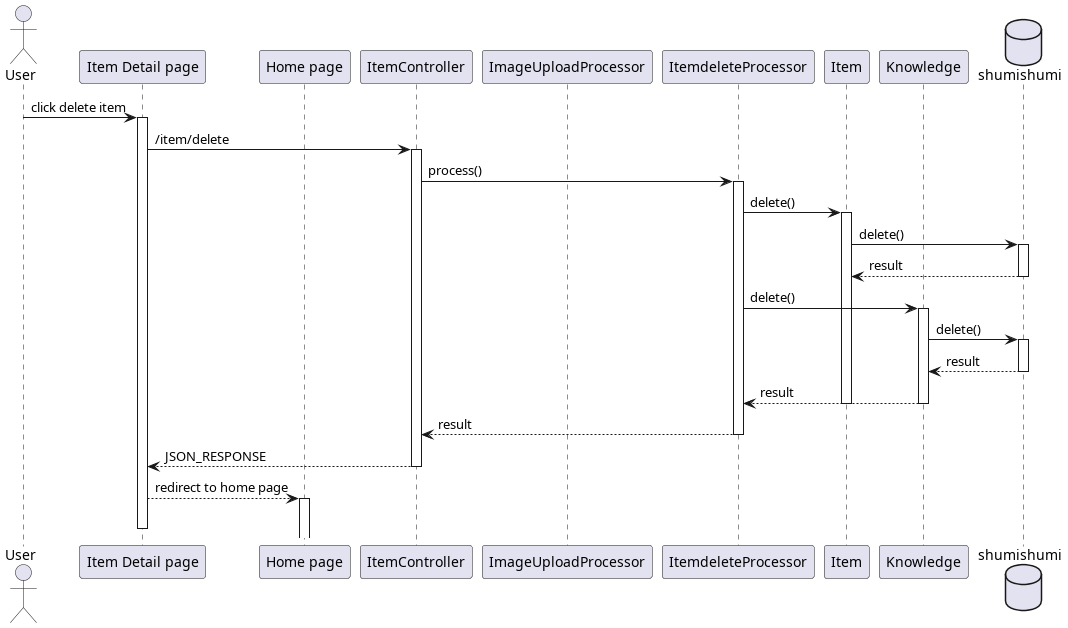 User
Item Detail page
Home page
ItemController
ImageUploadProcessor
ItemdeleteProcessor
Item
Knowledge
shumishumi
click delete item
/item/delete
process()
delete()
delete()
result
delete()
delete()
result
result
result
JSON_RESPONSE
redirect to home page
User
Item Detail page
Home page
ItemController
ImageUploadProcessor
ItemdeleteProcessor
Item
Knowledge
shumishumi